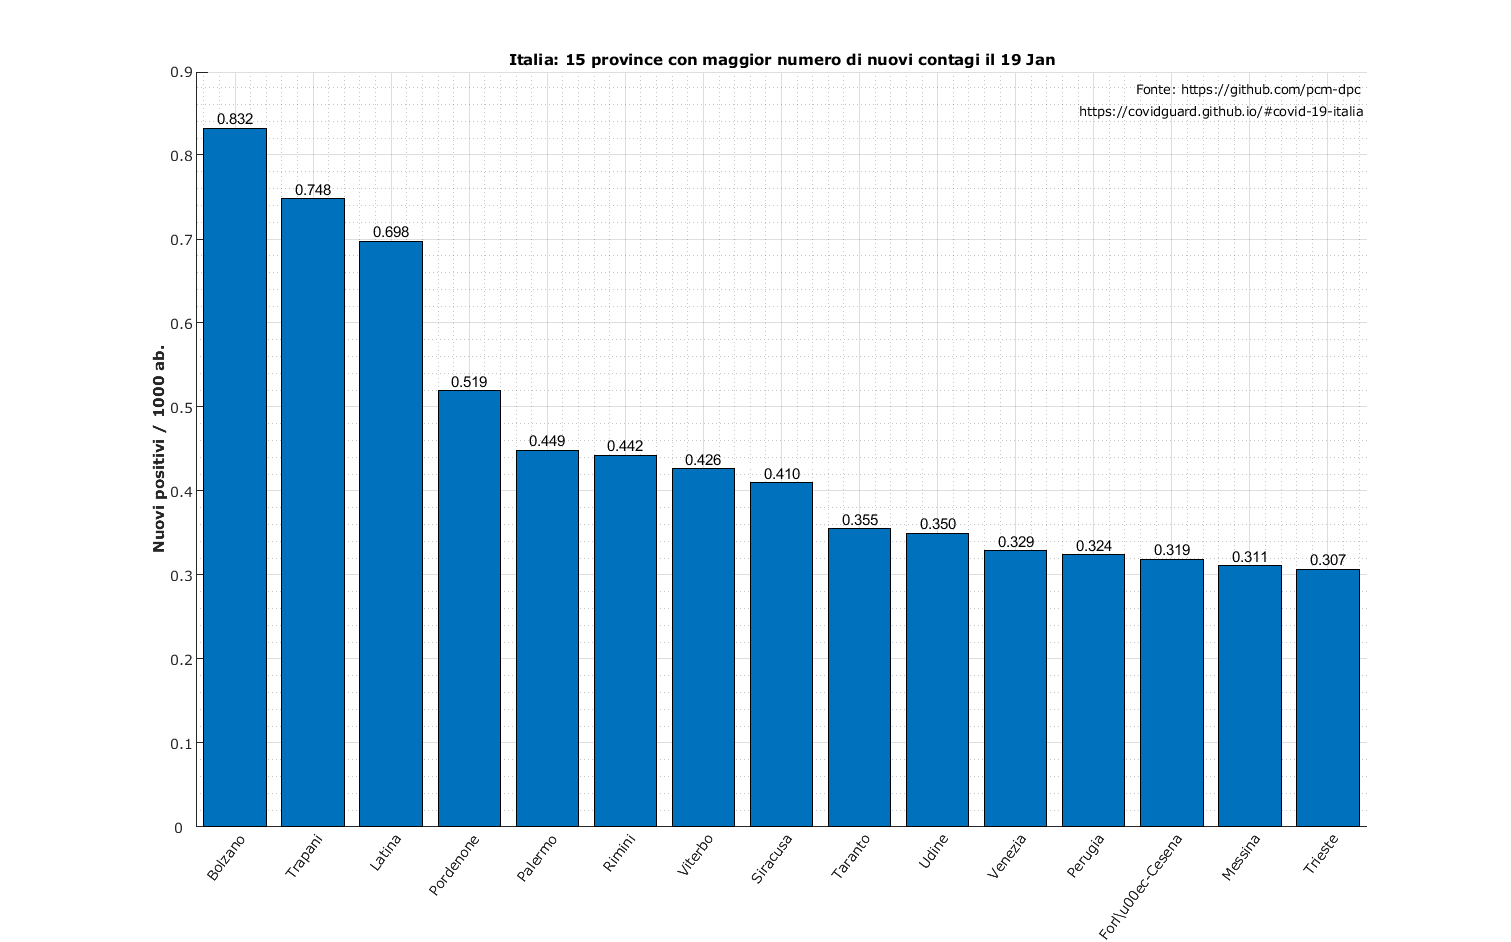 Italia: 15 province con maggior numero di nuovi contagi il 19 Jan
Fonte: https://github.com/pcm-dpc
https://covidguard.github.io/#covid-19-italia
Nuovi positivi / 1000 ab.
0.9
0.8
0.7
0.6
0.5
0.4
0.3
0.2
0.1
0
0.832
0.748
0.698
0.519
0.449
0.442
0.426
0.410
0.355
0.350
0.329
0.324
0.319
0.311
0.307
Bolzano
Trapani
Latina
Pordenone
Palermo
Rimini
Viterbo
Siracusa
Taranto
Udine
Venezia
Perugia
Forl\u00ec-Cesena
Messina
Trieste